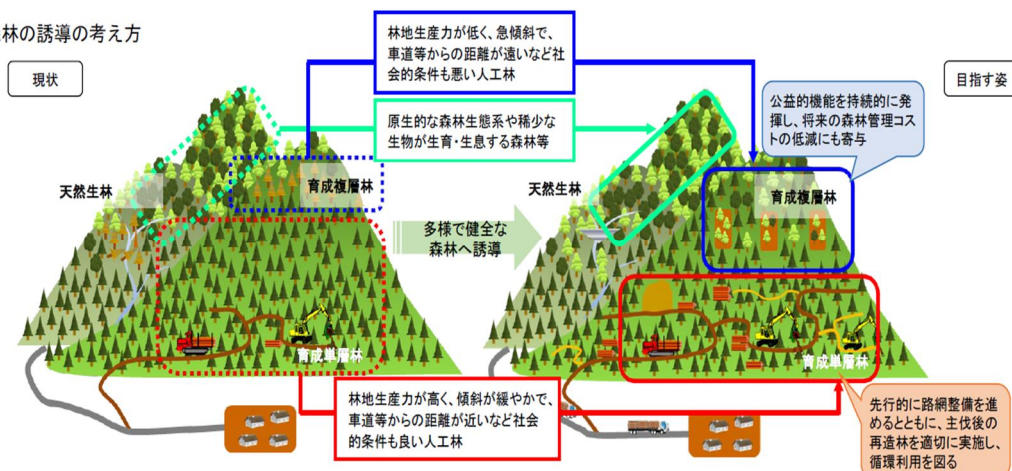 林の誘導の考え方
現状
目指す姿
林地生産力が低く、急傾斜で、
車道等からの距離が遠いなど社
会的条件も悪い人工林
原生的な森林生態系や稀少な
生物が生育・生息する森林等
公益的機能を持続的に発
揮し、将来の森林管理コス
トの低減にも寄与
天然生林
育成複層林
多様で健全な
森林へ誘導
天然生林
育成複層林
育成単層林
育成単層林
林地生産力が高く、傾斜が緩やかで、
車道等からの距離が近いなど社会
的条件も良い人工林
先行的に路網整備を進
めるとともに、主伐後の
再造林を適切に実施し、
循環利用を図る